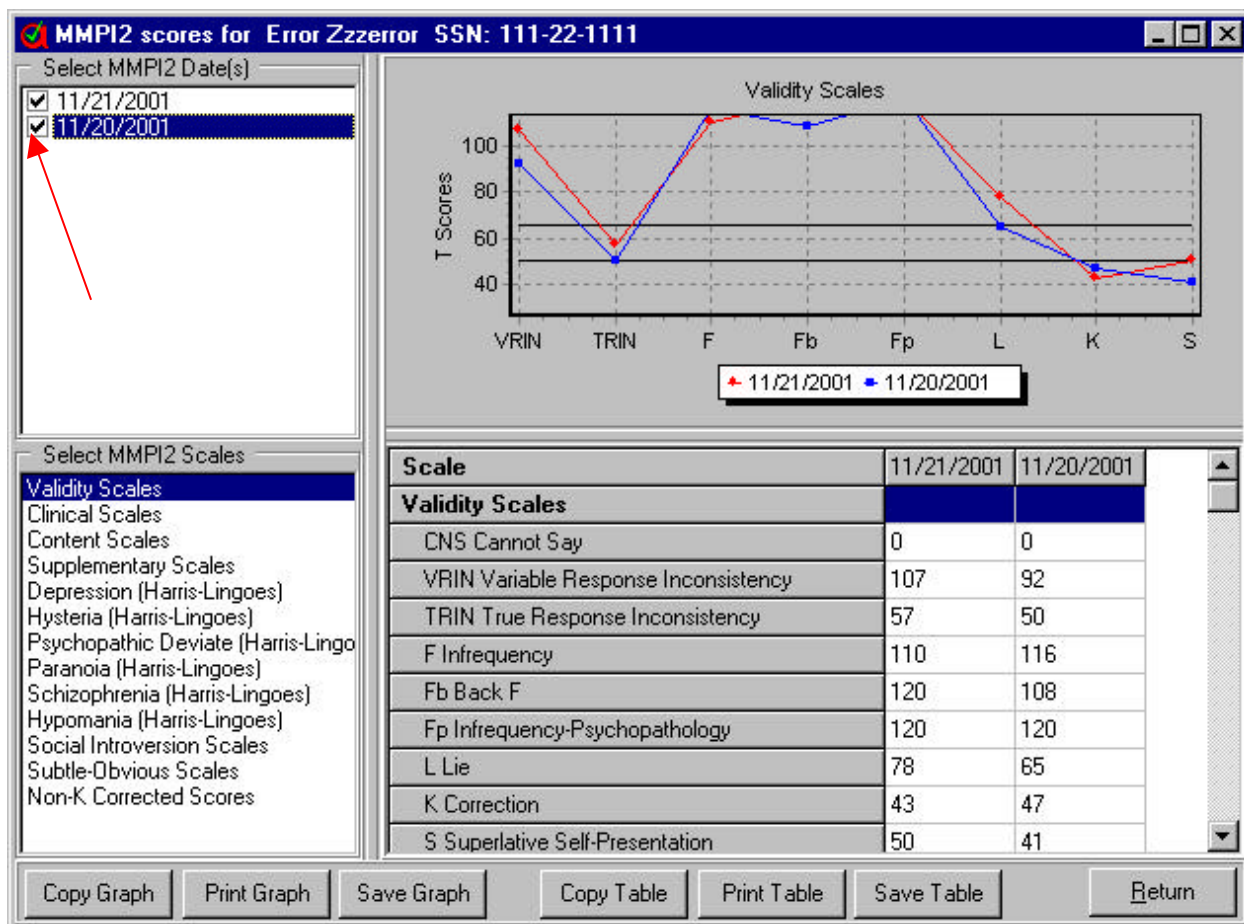 MMPI2 scores for Error Zzzerror SSN: 111-22-1111
Select MMPI2 Date(s)
11/21/2001
11/20/2001
Validity Scales
T Scores
100
80
60
40
VRIN TRIN F Fb Fp L K S
11/21/2001 11/20/2001
Select MMPI2 Scales
Validity Scales
Clinical Scales
Content Scales
Supplementary Scales
Depression (Harris-Lingoes)
Hysteria (Harris-Lingoes)
Psychopathic Deviate (Harris-Lingo
Paranoia (Harris-Lingoes)
Schizophrenia (Harris-Lingoes)
Hypomania (Harris-Lingoes)
Social Introversion Scales
Subtle-Obvious Scales
Non-K Corrected Scores
Scale 11/21/2001 11/20/2001
Validity Scales
CNS Cannot Say 0 0
VRIN Variable Response Inconsistency 107 92
TRIN True Response Inconsistency 57 50
F Infrequency 110 116
Fb Back F 120 108
Fp Infrequency-Psychopathology 120 120
L Lie 78 65
K Correction 43 47
S Superlative Self-Presentation 50 41
Copy Graph Print Graph Save Graph Copy Table Print Table Save Table Return